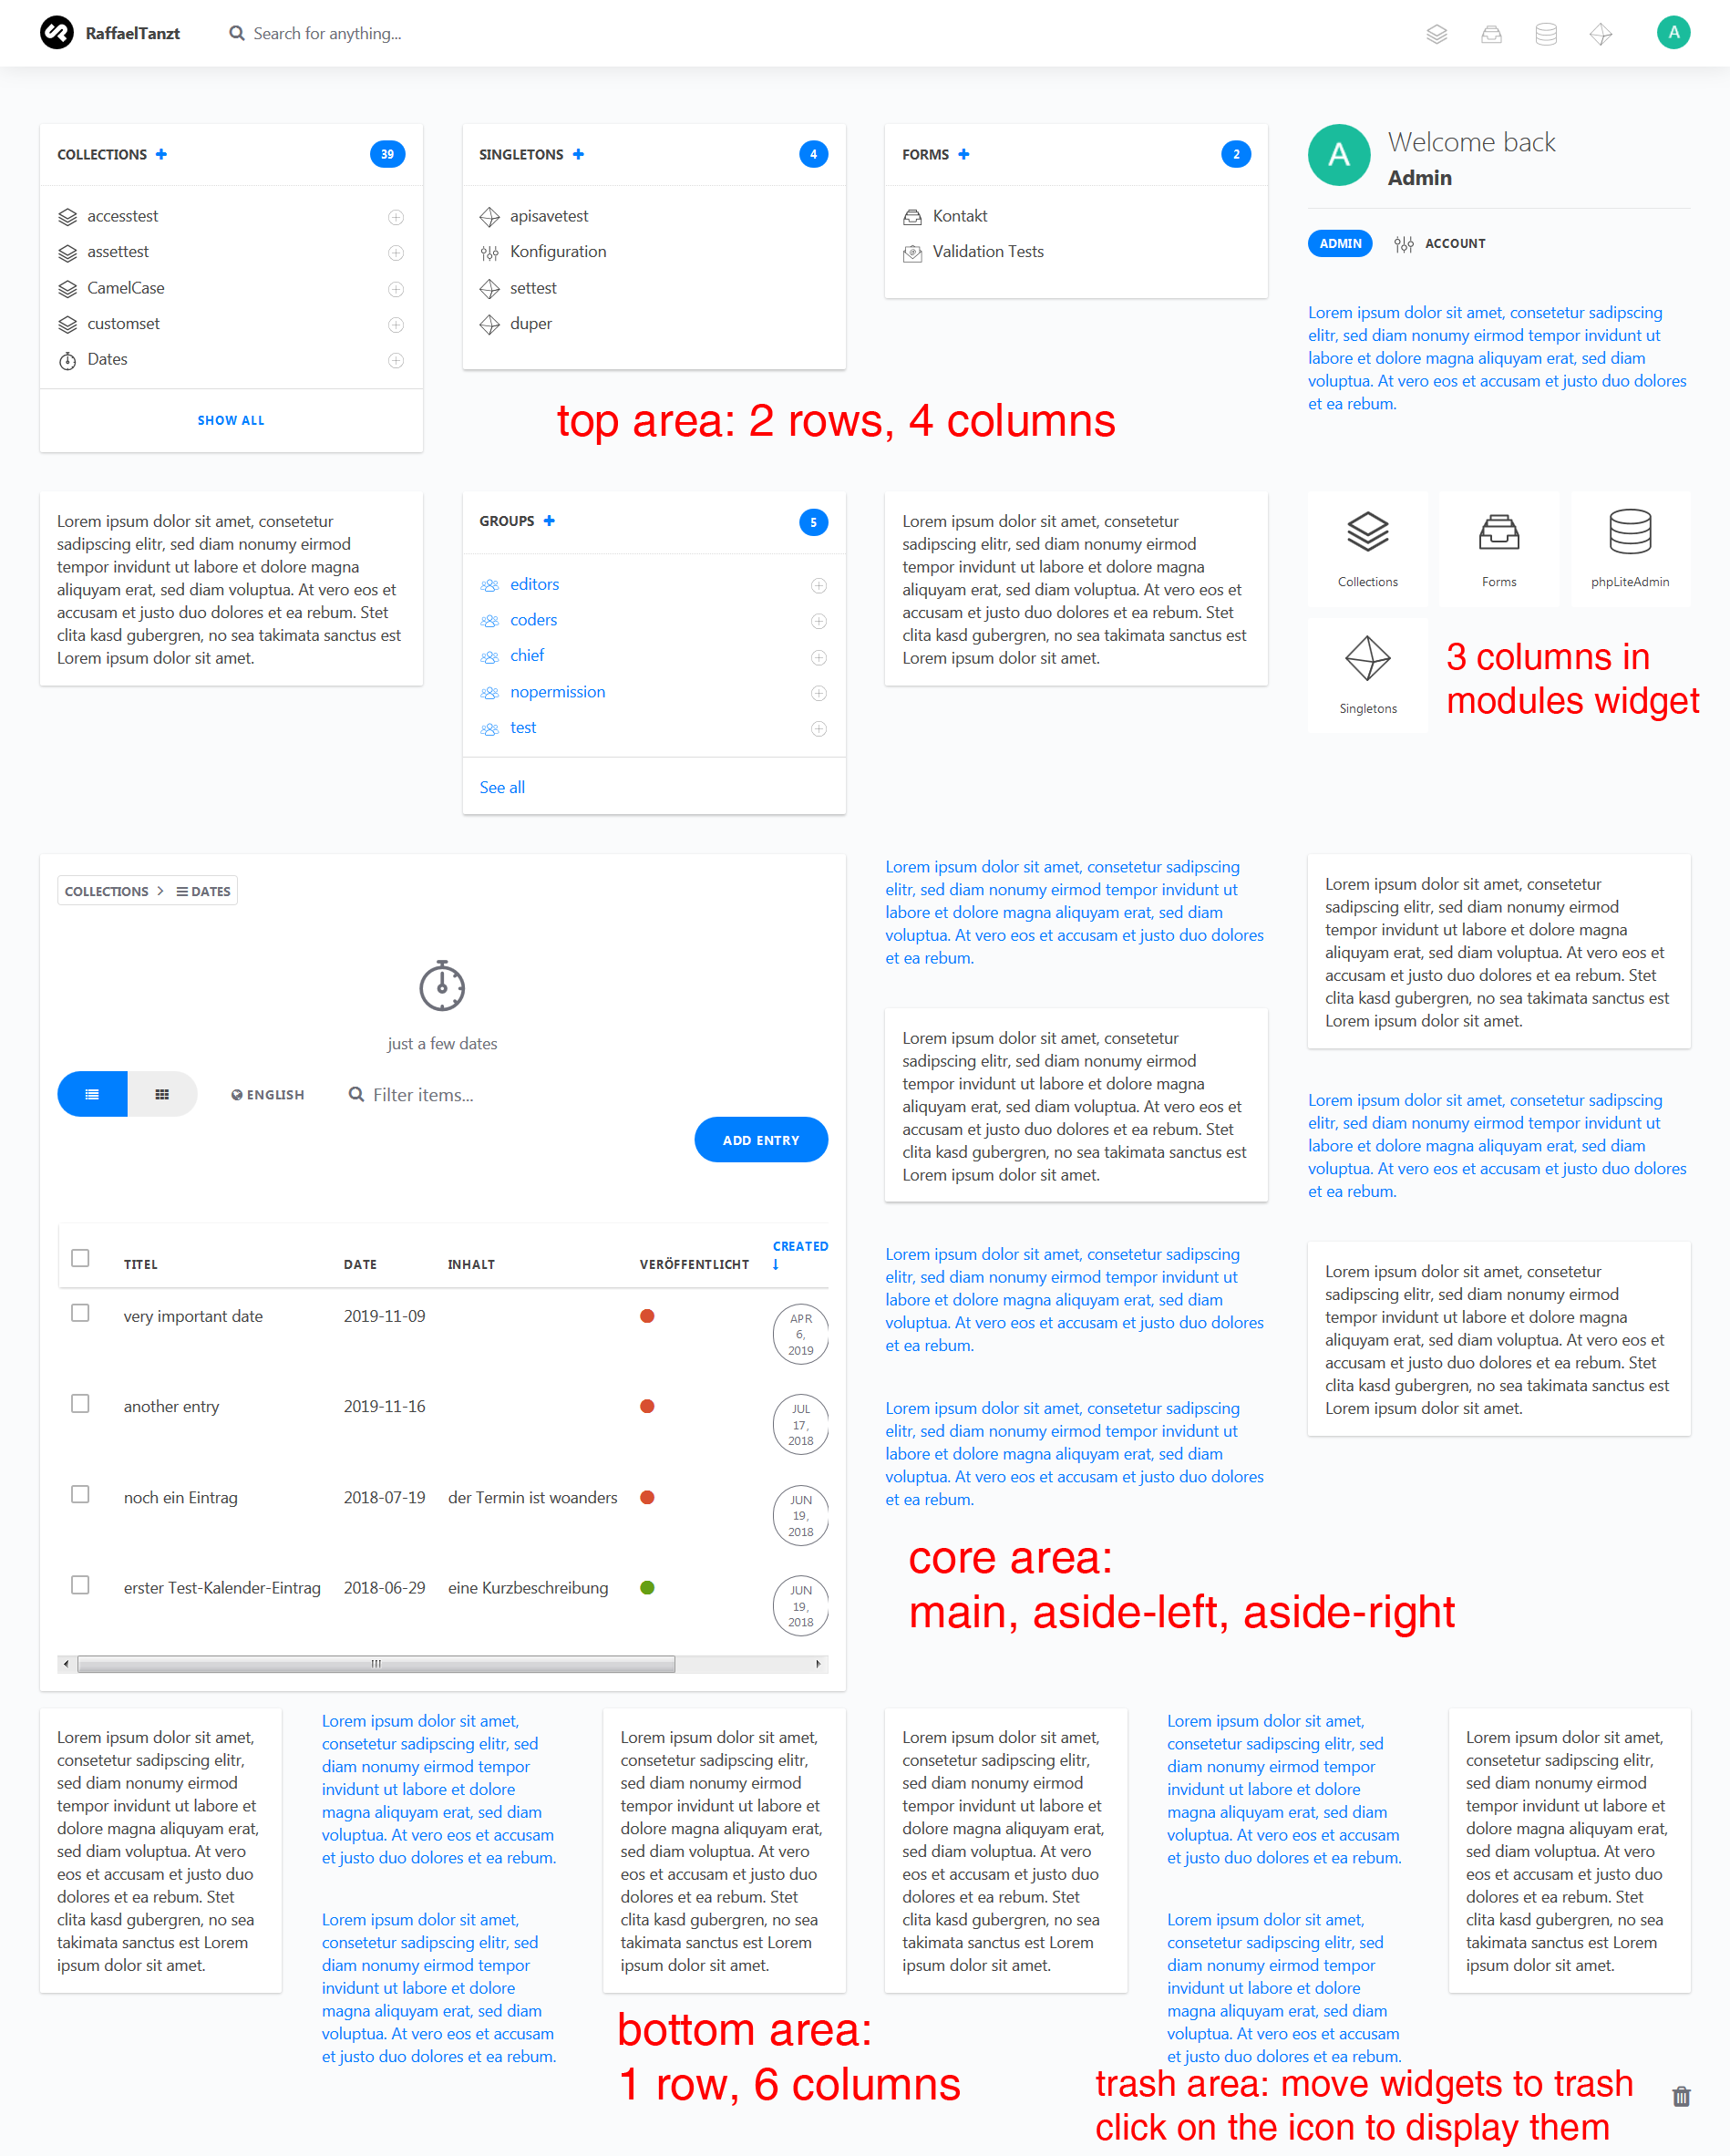 RaffaelTanzt
Search for anything...
A
COLLECTIONS
39
accesstest
assettest
CamelCase
customset
Dates
SHOW ALL
SINGLETONS
4
apisavetest
Konfiguration
settest
duper
FORMS
2
Kontakt
Validation Tests
A
Welcome back
Admin
ADMIN
ACCOUNT
Lorem ipsum dolor sit amet, consetetur sadipscing
elitr, sed diam nonumy eirmod tempor invidunt ut
labore et dolore magna aliquyam erat, sed diam
voluptua. At vero eos et accusam et justo duo dolores
et ea rebum.
top area: 2 rows, 4 columns
Lorem ipsum dolor sit amet, consetetur
sadipscing elitr, sed diam nonumy eirmod
tempor invidunt ut labore et dolore magna
aliquyam erat, sed diam voluptua. At vero eos et
accusam et justo duo dolores et ea rebum. Stet
clita kasd gubergren, no sea takimata sanctus est
Lorem ipsum dolor sit amet.
GROUPS
5
editors
coders
chief
nopermission
test
See all
Lorem ipsum dolor sit amet, consetetur
sadipscing elitr, sed diam nonumy eirmod
tempor invidunt ut labore et dolore magna
aliquyam erat, sed diam voluptua. At vero eos et
accusam et justo duo dolores et ea rebum. Stet
clita kasd gubergren, no sea takimata sanctus est
Lorem ipsum dolor sit amet.
Collections
Forms
phpLiteAdmin
Singletons
3 columns in
modules widget
COLLECTIONS
DATES
just a few dates
ENGLISH
Filter items...
ADD ENTRY
TITEL DATE INHALT VERÖFFENTLICHT CREATED
very important date 2019-11-09 APR 6, 2019
another entry 2019-11-16 JUL 17, 2018
noch ein Eintrag 2018-07-19 der Termin ist woanders JUN 19, 2018
erster Test-Kalender-Eintrag 2018-06-29 eine Kurzbeschreibung JUN 19, 2018
Lorem ipsum dolor sit amet, consetetur sadipscing
elitr, sed diam nonumy eirmod tempor invidunt ut
labore et dolore magna aliquyam erat, sed diam
voluptua. At vero eos et accusam et justo duo dolores
et ea rebum.
Lorem ipsum dolor sit amet, consetetur
sadipscing elitr, sed diam nonumy eirmod
tempor invidunt ut labore et dolore magna
aliquyam erat, sed diam voluptua. At vero eos et
accusam et justo duo dolores et ea rebum. Stet
clita kasd gubergren, no sea takimata sanctus est
Lorem ipsum dolor sit amet.
Lorem ipsum dolor sit amet, consetetur sadipscing
elitr, sed diam nonumy eirmod tempor invidunt ut
labore et dolore magna aliquyam erat, sed diam
voluptua. At vero eos et accusam et justo duo dolores
et ea rebum.
Lorem ipsum dolor sit amet, consetetur sadipscing
elitr, sed diam nonumy eirmod tempor invidunt ut
labore et dolore magna aliquyam erat, sed diam
voluptua. At vero eos et accusam et justo duo dolores
et ea rebum.
Lorem ipsum dolor sit amet, consetetur
sadipscing elitr, sed diam nonumy eirmod
tempor invidunt ut labore et dolore magna
aliquyam erat, sed diam voluptua. At vero eos et
accusam et justo duo dolores et ea rebum. Stet
clita kasd gubergren, no sea takimata sanctus est
Lorem ipsum dolor sit amet.
Lorem ipsum dolor sit amet, consetetur sadipscing
elitr, sed diam nonumy eirmod tempor invidunt ut
labore et dolore magna aliquyam erat, sed diam
voluptua. At vero eos et accusam et justo duo dolores
et ea rebum.
Lorem ipsum dolor sit amet, consetetur
sadipscing elitr, sed diam nonumy eirmod
tempor invidunt ut labore et dolore magna
aliquyam erat, sed diam voluptua. At vero eos et
accusam et justo duo dolores et ea rebum. Stet
clita kasd gubergren, no sea takimata sanctus est
Lorem ipsum dolor sit amet.
core area:
main, aside-left, aside-right
Lorem ipsum dolor sit amet,
consetetur sadipscing elitr,
sed diam nonumy eirmod
tempor invidunt ut labore et
dolore magna aliquyam erat,
sed diam voluptua. At vero
eos et accusam et justo duo
dolores et ea rebum. Stet
clita kasd gubergren, no sea
takimata sanctus est Lorem
ipsum dolor sit amet.
Lorem ipsum dolor sit amet,
consetetur sadipscing elitr, sed
diam nonumy eirmod tempor
invidunt ut labore et dolore
magna aliquyam erat, sed diam
voluptua. At vero eos et accusam
et justo duo dolores et ea rebum.
Lorem ipsum dolor sit amet,
consetetur sadipscing elitr, sed
diam nonumy eirmod tempor
invidunt ut labore et dolore
magna aliquyam erat, sed diam
voluptua. At vero eos et accusam
et justo duo dolores et ea rebum.
Lorem ipsum dolor sit amet,
consetetur sadipscing elitr,
sed diam nonumy eirmod
tempor invidunt ut labore et
dolore magna aliquyam erat,
sed diam voluptua. At vero
eos et accusam et justo duo
dolores et ea rebum. Stet
clita kasd gubergren, no sea
takimata sanctus est Lorem
ipsum dolor sit amet.
Lorem ipsum dolor sit amet,
consetetur sadipscing elitr,
sed diam nonumy eirmod
tempor invidunt ut labore et
dolore magna aliquyam erat,
sed diam voluptua. At vero
eos et accusam et justo duo
dolores et ea rebum. Stet
clita kasd gubergren, no sea
takimata sanctus est Lorem
ipsum dolor sit amet.
Lorem ipsum dolor sit amet,
consetetur sadipscing elitr, sed
diam nonumy eirmod tempor
invidunt ut labore et dolore
magna aliquyam erat, sed diam
voluptua. At vero eos et accusam
et justo duo dolores et ea rebum.
Lorem ipsum dolor sit amet,
consetetur sadipscing elitr, sed
diam nonumy eirmod tempor
invidunt ut labore et dolore
magna aliquyam erat, sed diam
voluptua. At vero eos et accusam
et justo duo dolores et ea rebum.
Lorem ipsum dolor sit amet,
consetetur sadipscing elitr,
sed diam nonumy eirmod
tempor invidunt ut labore et
dolore magna aliquyam erat,
sed diam voluptua. At vero
eos et accusam et justo duo
dolores et ea rebum. Stet
clita kasd gubergren, no sea
takimata sanctus est Lorem
ipsum dolor sit amet.
bottom area:
1 row, 6 columns
trash area: move widgets to trash
click on the icon to display them